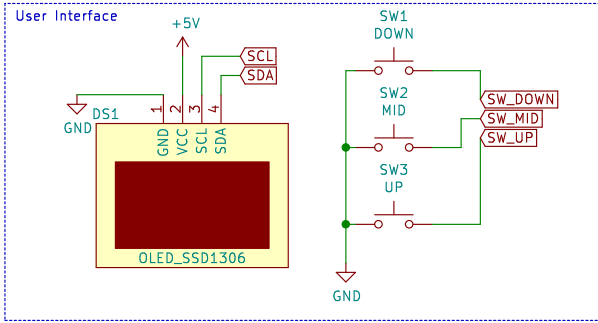 User Interface
+5V
SCL
SDA
GND
DS1
1
2
3
4
GND
VCC
SCL
SDA
OLED_SSD1306
SW1
DOWN
SW2
MID
SW3
UP
SW_DOWN
SW_MID
SW_UP
GND